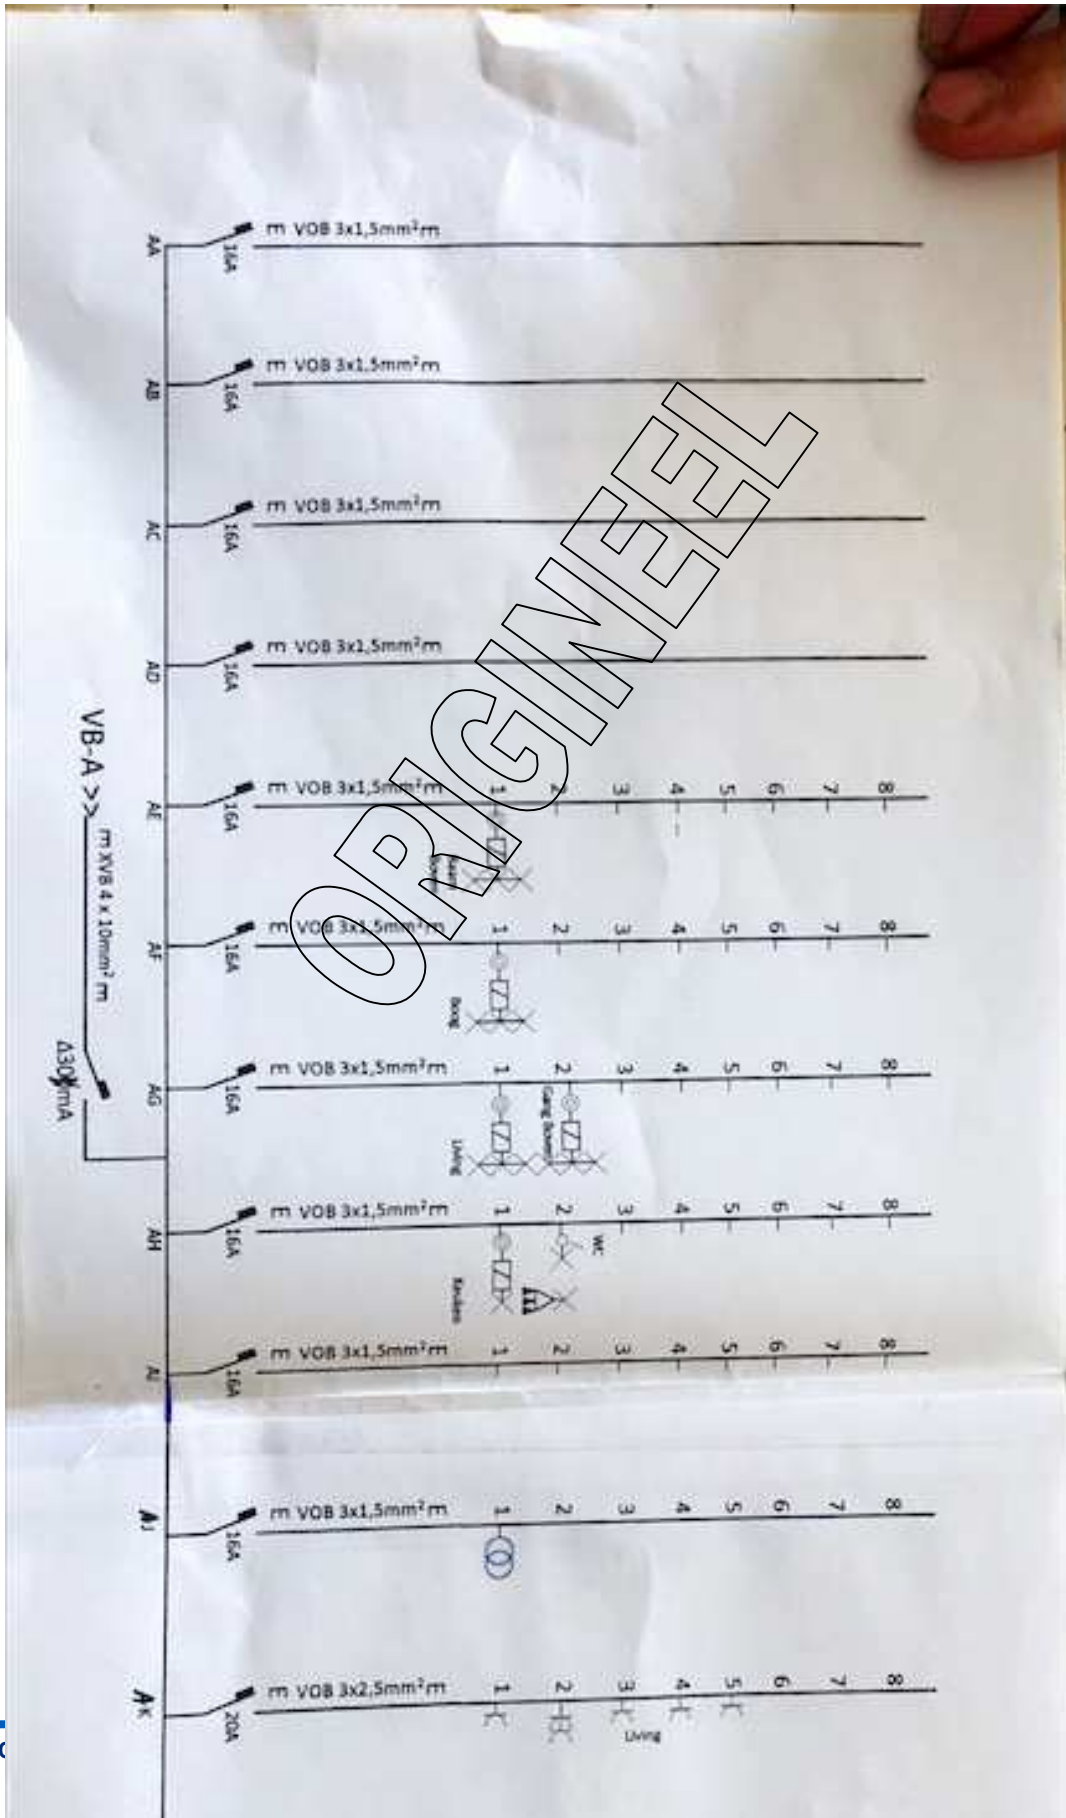 m VOB 3x1,5mm²m
AA
16A
m VOB 3x1,5mm²m
AB
16A
m VOB 3x1,5mm²m
AC
16A
m VOB 3x1,5mm²m
AD
16A
m VOB 3x1,5mm²m 1 2 3 4 5 6 7 8
AE
16A
m VOB 3x1,5mm²m 1 2 3 4 5 6 7 8
AF
16A
Boog
m VOB 3x1,5mm²m 1 2 3 4 5 6 7 8
AG
16A
Living
Gang Boven
m VOB 3x1,5mm²m 1 2 3 4 5 6 7 8
AH
16A
WC
Keuken
m VOB 3x1,5mm²m 1 2 3 4 5 6 7 8
AI
16A
m VOB 3x1,5mm²m 1 2 3 4 5 6 7 8
AJ
16A
m VOB 3x2,5mm²m 1 2 3 4 5 6 7 8
AK
20A
Living
VB-A >>
m XVB 4 x 10mm² m
Δ30 mA
ORIGINEEL